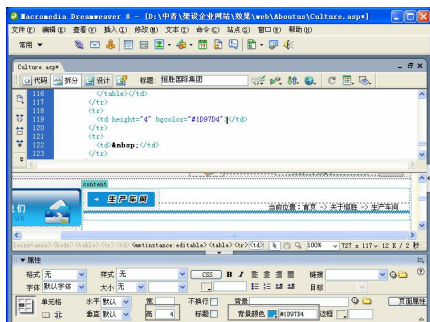 Macromedia Dreamweaver 8 - [D:\中青\架设企业网站\效果\web\Aboutus\Culture.asp*]
文件(F) 编辑(E) 查看(V) 插入(I) 修改(M) 文本(T) 命令(C) 站点(S) 窗口(W) 帮助(H)
常用
Culture.asp*
代码 拆分 设计 标题: 恒胜国际集团
116 </table></td>
117 </tr>
118 <tr>
119 <td height="4" bgcolor="#1D97D4"></td>
120 </tr>
121 <tr>
122 <td>&nbsp;</td>
123 </tr>
content
生产车间
们
US
当前位置：首页 -> 关于恒胜 -> 生产车间
<body> <table> <tr> <td> <mminstance:editable> <table> <tr> <td> 100% 727 x 117 12 K / 2 秒
属性
格式 无 样式 无 CSS B I 链接
字体 默认字体 大小 无 目标
单元格 水平 默认 宽 不换行 背景 页面属性
垂直 默认 高 4 标题 背景颜色 #1D97D4 边框